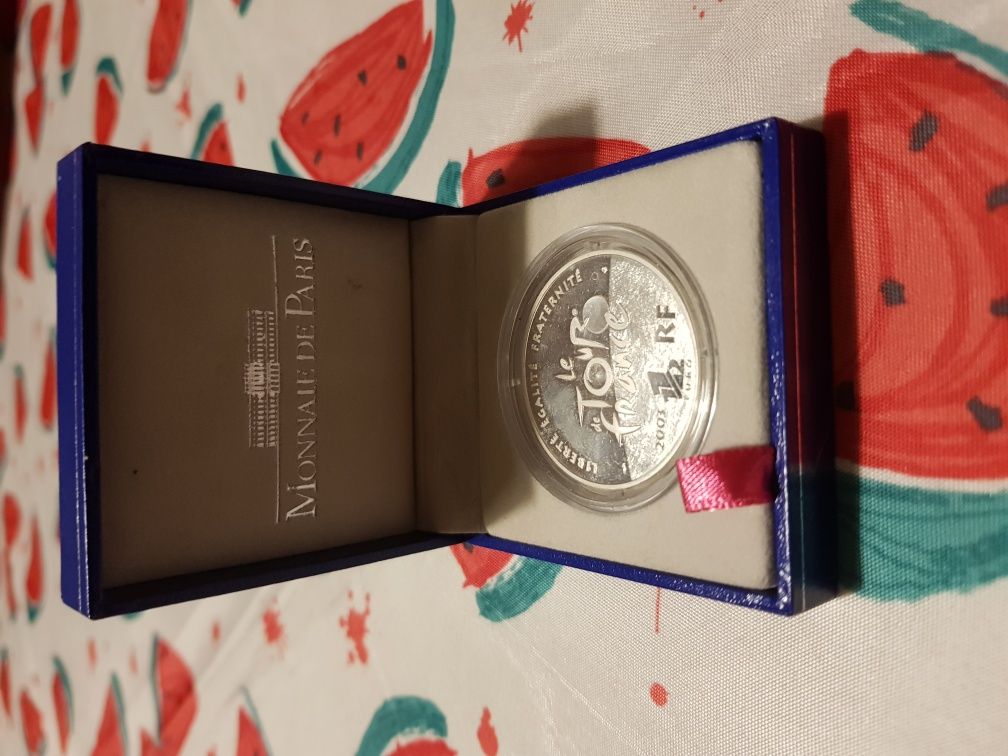 MONNAIE DE PARIS
LIBERTÉ ÉGALITÉ FRATERNITÉ
Le
TOUR
de
FRANCE
2003
1 1/2
EURO
RF